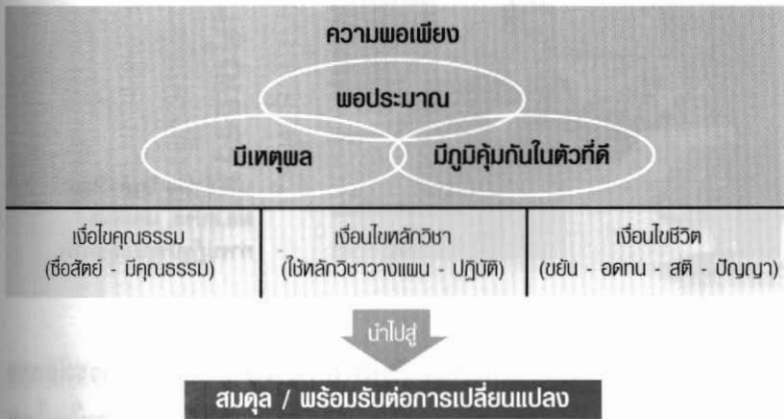 ความพอเพียง
พอประมาณ
มีเหตุผล
มีภูมิคุ้มกันในตัวที่ดี
เงื่อไขคุณธรรม
(ซื่อสัตย์ - มีคุณธรรม)
เงื่อนไขหลักวิชา
(ใช้หลักวิชาวางแผน - ปฏิบัติ)
เงื่อนไขชีวิต
(ขยัน - อดทน - สติ - ปัญญา)
นำไปสู่
สมดุล / พร้อมรับต่อการเปลี่ยนแปลง